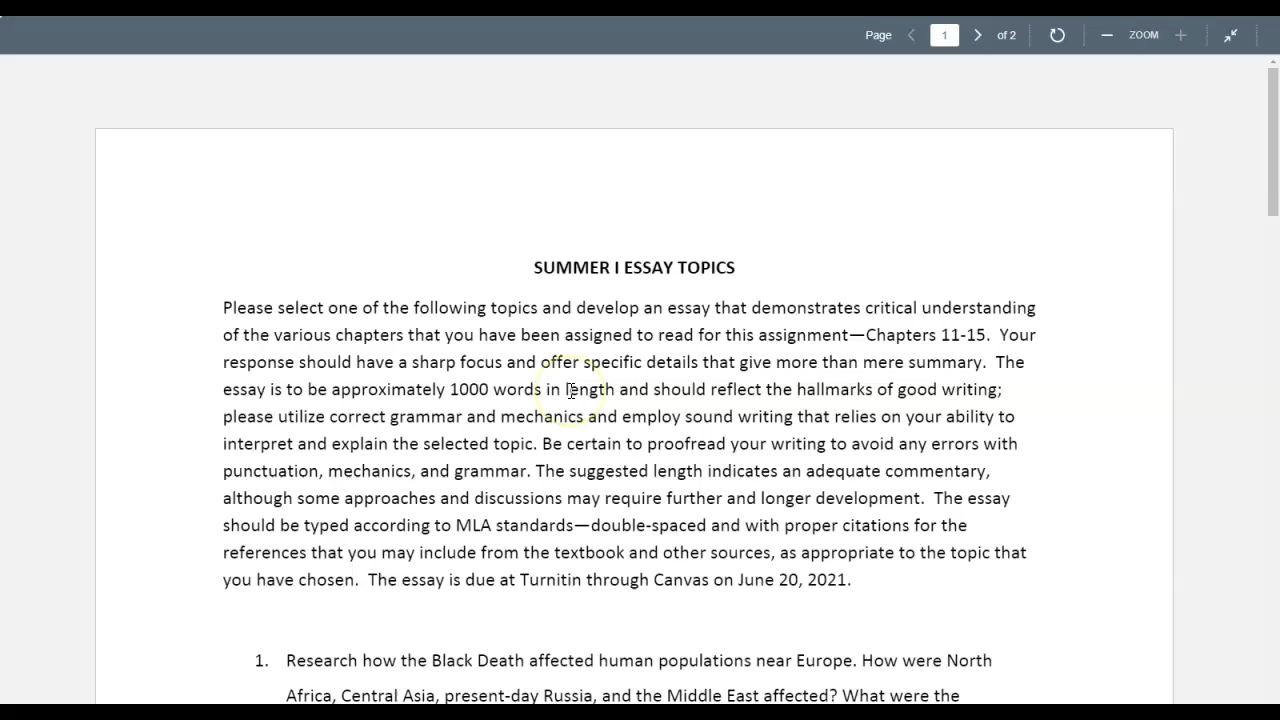 Page 1 of 2 ZOOM
SUMMER I ESSAY TOPICS
Please select one of the following topics and develop an essay that demonstrates critical understanding
of the various chapters that you have been assigned to read for this assignment—Chapters 11-15.  Your
response should have a sharp focus and offer specific details that give more than mere summary.  The
essay is to be approximately 1000 words in length and should reflect the hallmarks of good writing;
please utilize correct grammar and mechanics and employ sound writing that relies on your ability to
interpret and explain the selected topic. Be certain to proofread your writing to avoid any errors with
punctuation, mechanics, and grammar. The suggested length indicates an adequate commentary,
although some approaches and discussions may require further and longer development.  The essay
should be typed according to MLA standards—double-spaced and with proper citations for the
references that you may include from the textbook and other sources, as appropriate to the topic that
you have chosen.  The essay is due at Turnitin through Canvas on June 20, 2021.
1. Research how the Black Death affected human populations near Europe. How were North
Africa, Central Asia, present-day Russia, and the Middle East affected? What were the